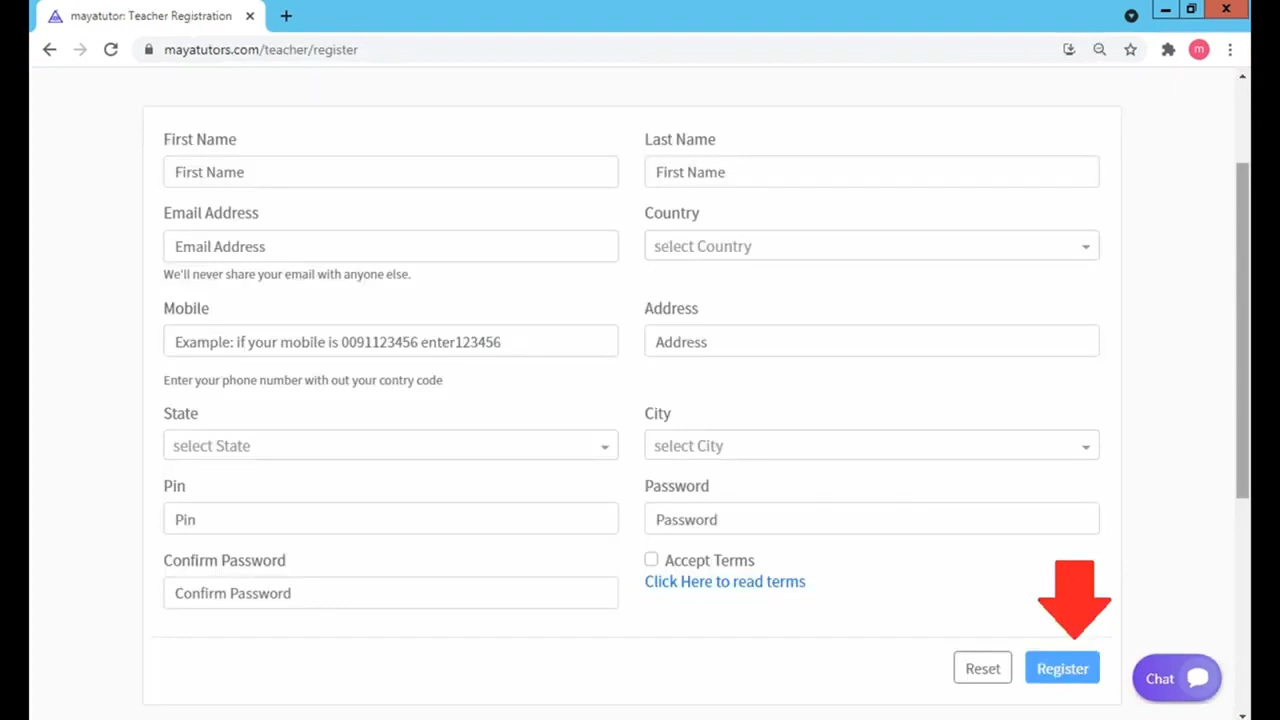 mayatutor: Teacher Registration
mayatutors.com/teacher/register
m
First Name
Last Name
First Name
First Name
Email Address
Country
Email Address
select Country
We'll never share your email with anyone else.
Mobile
Address
Example: if your mobile is 0091123456 enter123456
Address
Enter your phone number with out your contry code
State
City
select State
select City
Pin
Password
Pin
Password
Confirm Password
Accept Terms
Click Here to read terms
Confirm Password
Reset
Register
Chat